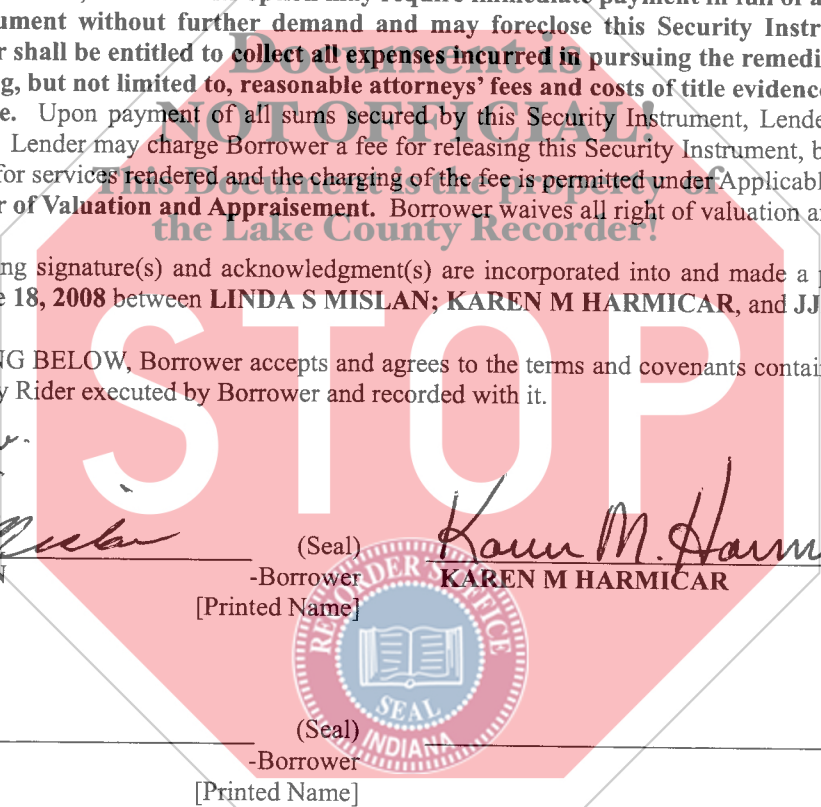 ument without further demand and may foreclose this Security Instr
r shall be entitled to collect all expenses incurred in pursuing the remedi
g, but not limited to, reasonable attorneys' fees and costs of title evidence
e. Upon payment of all sums secured by this Security Instrument, Lende
Lender may charge Borrower a fee for releasing this Security Instrument, b
for services rendered and the charging of the fee is permitted under Applicabl
r of Valuation and Appraisement. Borrower waives all right of valuation a
Document is
NOT OFFICIAL!
This Document is the property of
the Lake County Recorder!
ng signature(s) and acknowledgment(s) are incorporated into and made a p
e 18, 2008 between LINDA S MISLAN; KAREN M HARMICAR, and JJ
NG BELOW, Borrower accepts and agrees to the terms and covenants contai
y Rider executed by Borrower and recorded with it.
STOP
Mislan
(Seal)
-Borrower
[Printed Name]
Karen M. Harm
KAREN M HARMICAR
RECORDER'S OFFICE
SEAL
INDIANA
(Seal)
-Borrower
[Printed Name]